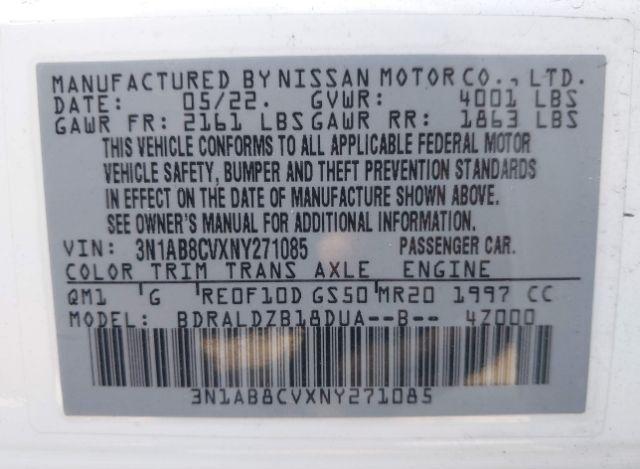 MANUFACTURED BY NISSAN MOTOR CO., LTD.
DATE: 05/22. GVWR: 4001 LBS
GAWR FR: 2161 LBS GAWR RR: 1863 LBS
THIS VEHICLE CONFORMS TO ALL APPLICABLE FEDERAL MOTOR
VEHICLE SAFETY, BUMPER AND THEFT PREVENTION STANDARDS
IN EFFECT ON THE DATE OF MANUFACTURE SHOWN ABOVE.
SEE OWNER'S MANUAL FOR ADDITIONAL INFORMATION.
VIN: 3N1AB8CVXNY271085 PASSENGER CAR.
COLOR TRIM TRANS AXLE ENGINE
QM1 G RE0F10D GS50 MR20 1997 CC
MODEL: BDRALDZB18DUA--B-- 4Z000
3N1AB8CVXNY271085